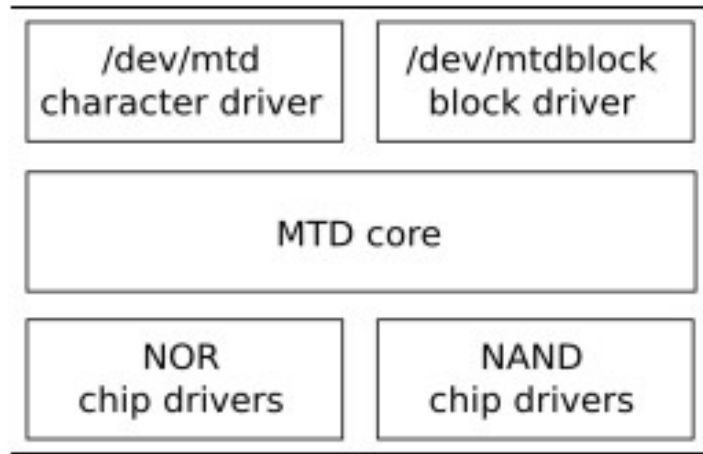 /dev/mtd
character driver
/dev/mtdblock
block driver
MTD core
NOR
chip drivers
NAND
chip drivers